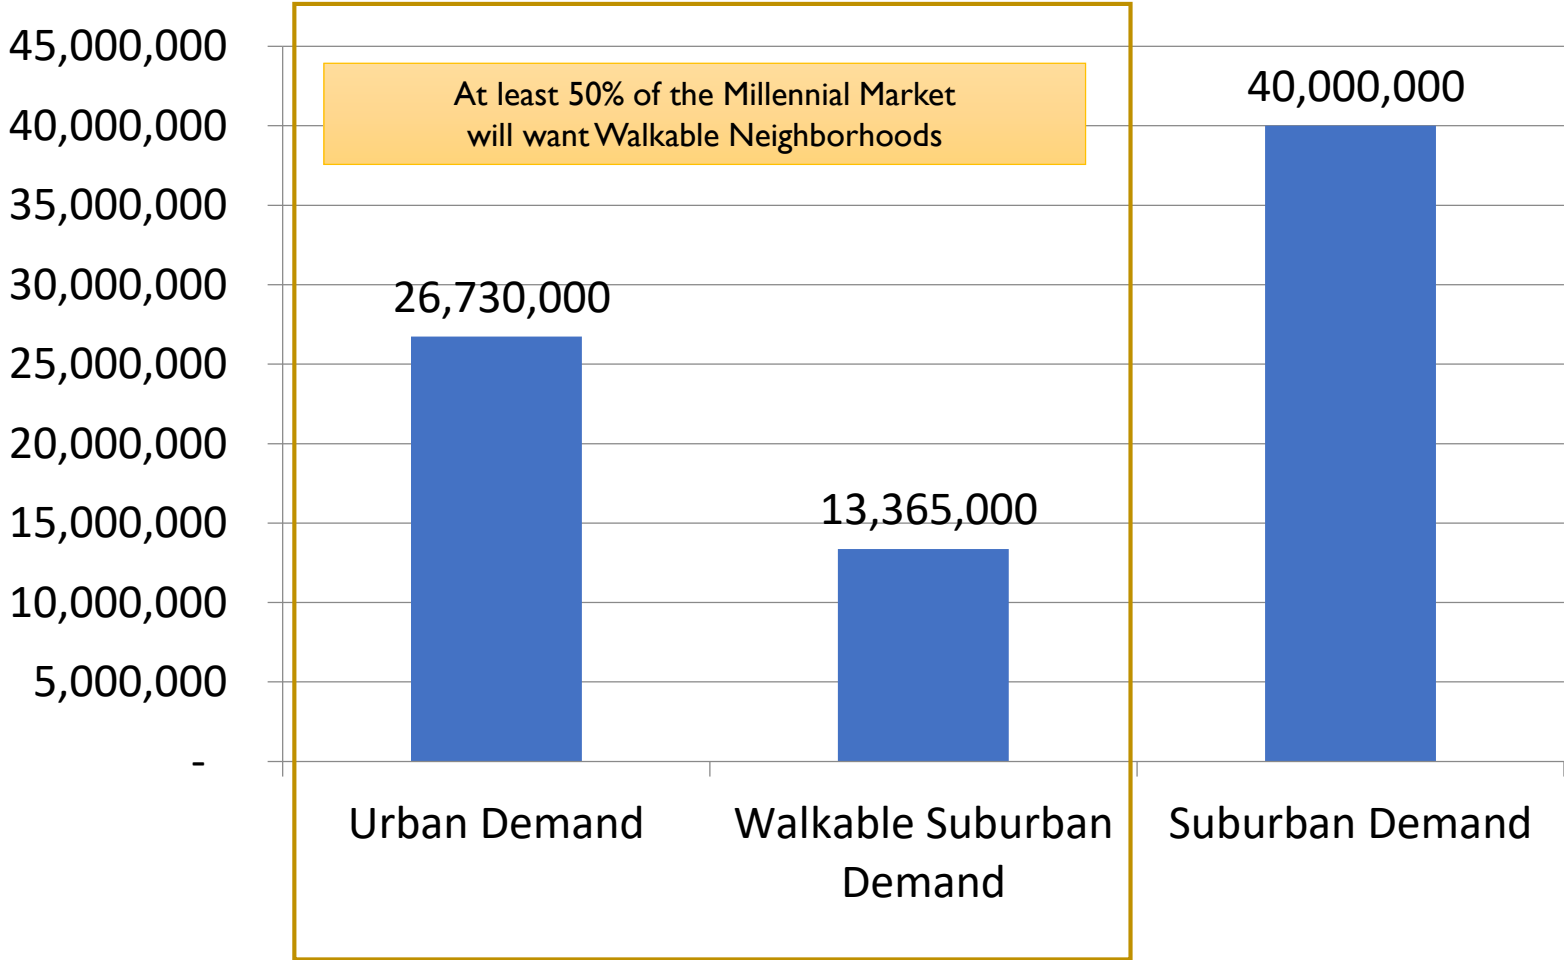 45,000,000
40,000,000
35,000,000
30,000,000
25,000,000
20,000,000
15,000,000
10,000,000
5,000,000
-
At least 50% of the Millennial Market
will want Walkable Neighborhoods
26,730,000
13,365,000
40,000,000
Urban Demand
Walkable Suburban
Demand
Suburban Demand